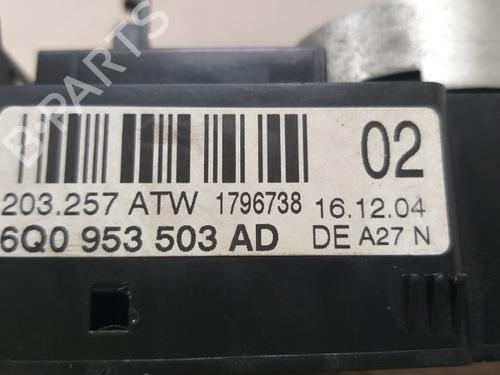 B-PARTS
02
203.257 ATW 1796738 16.12.04
6Q0 953 503 AD DE A27 N